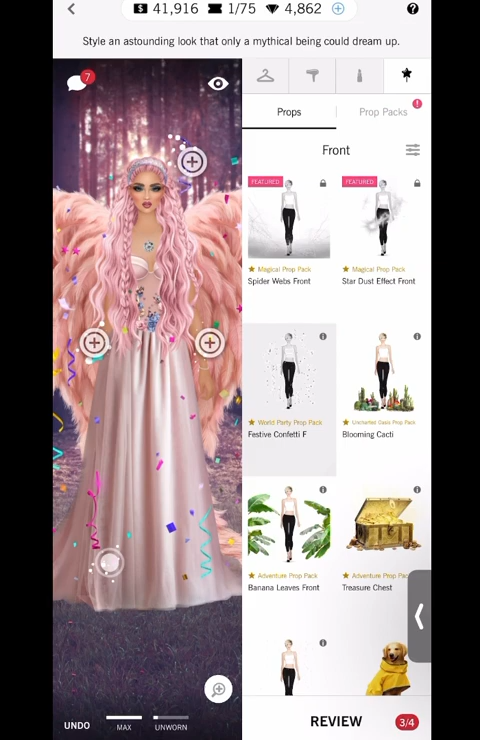 41,916 1/75 4,862 ?
Style an astounding look that only a mythical being could dream up.
7
Props Prop Packs !
Front
FEATURED FEATURED
Magical Prop Pack Magical Prop Pack
Spider Webs Front Star Dust Effect Front
World Party Prop Pack Uncharted Oasis Prop Pack
Festive Confetti F Blooming Cacti
Adventure Prop Pack Adventure Prop Pac
Banana Leaves Front Treasure Chest
UNDO MAX UNWORN REVIEW 3/4